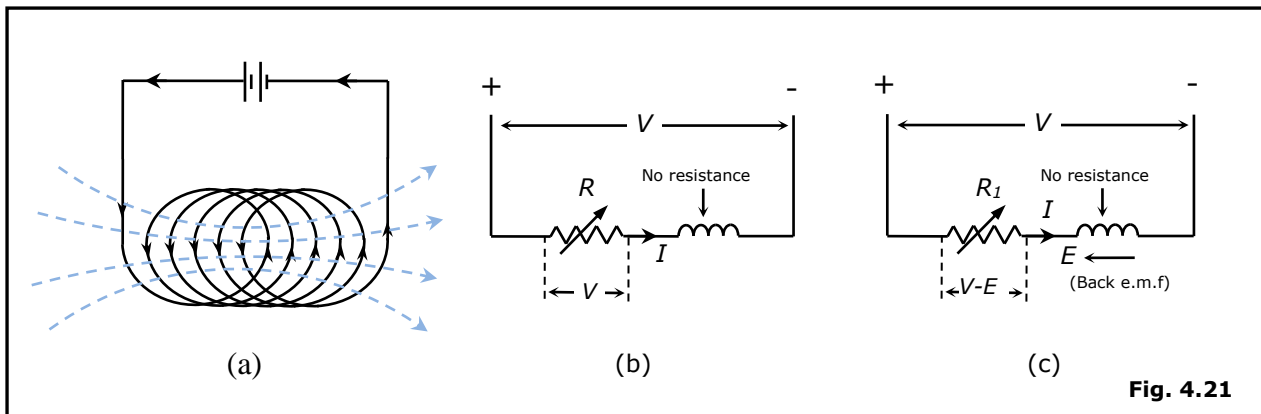 + -
V
No resistance
R
I
V
(a)
(b)
+ -
V
No resistance
R1
I
E
V-E
(Back e.m.f)
(c)
Fig. 4.21